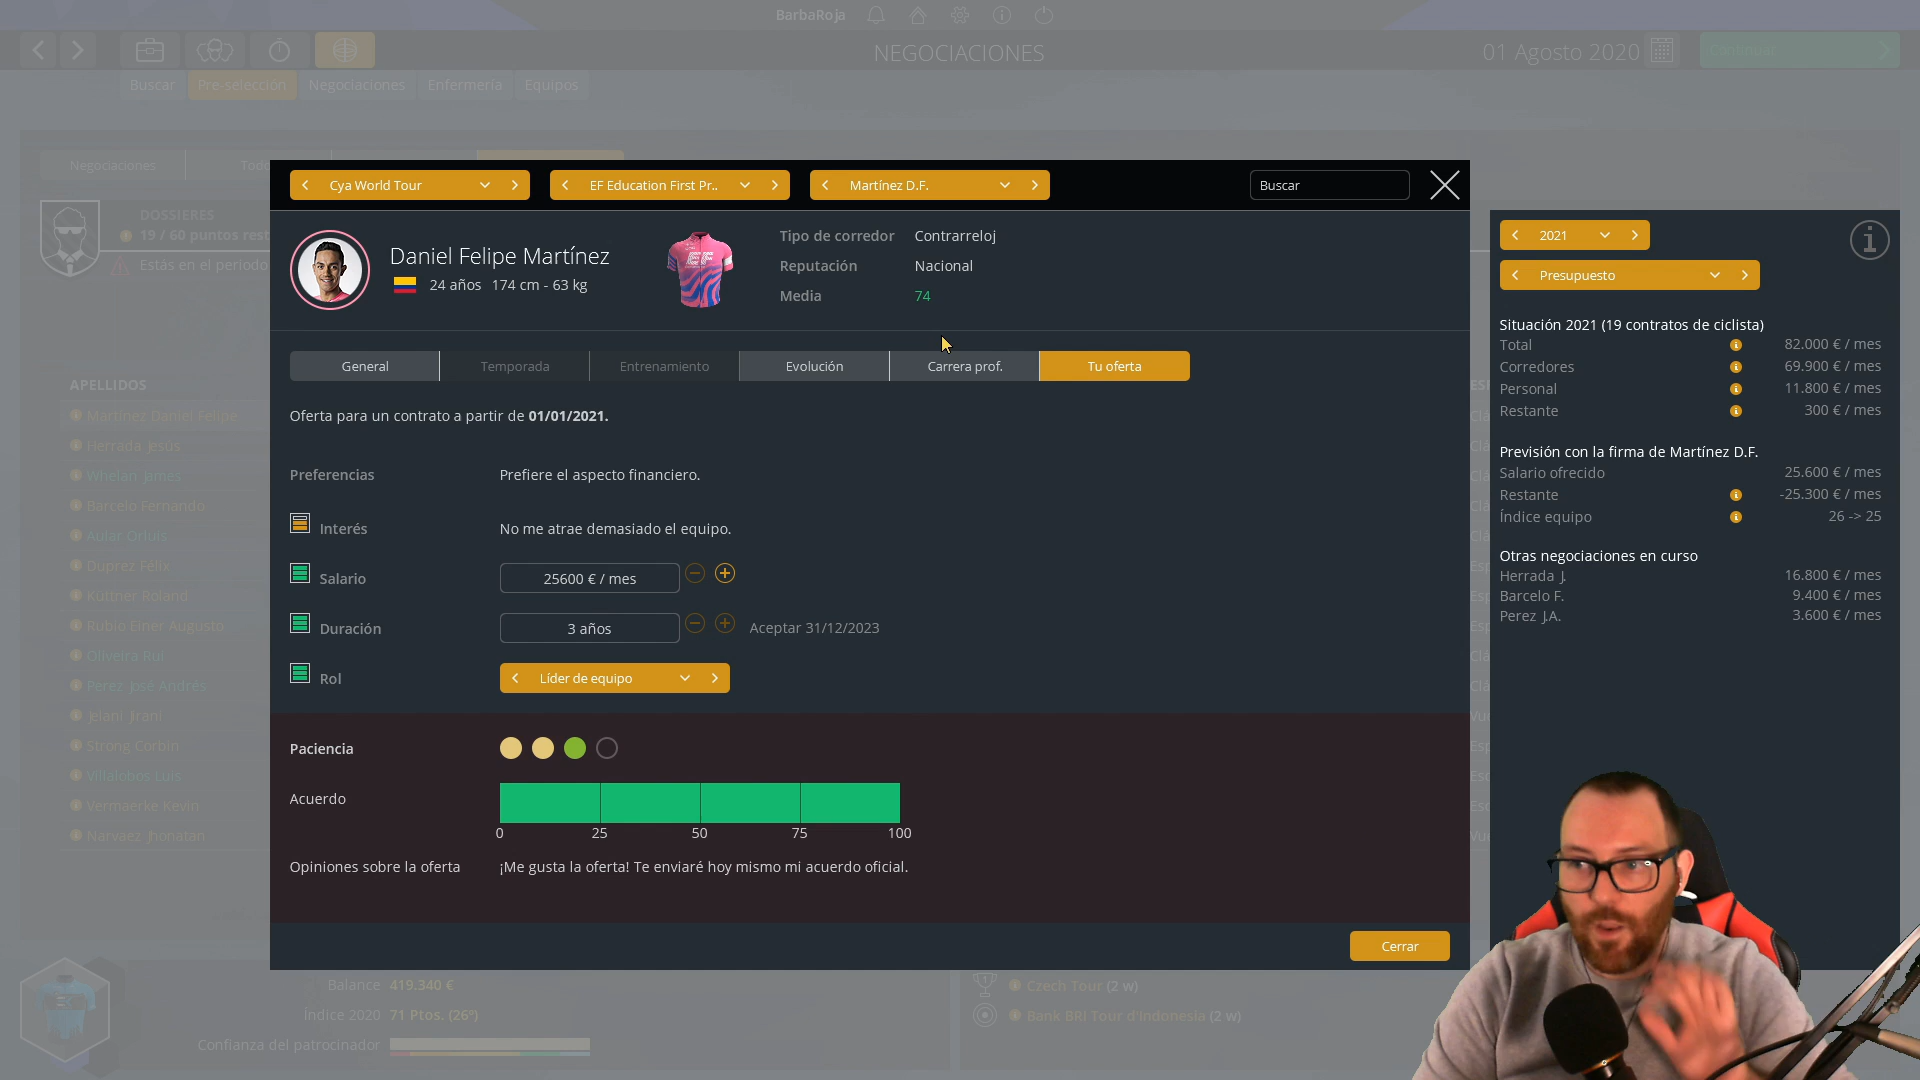 BarbaRoja
NEGOCIACIONES
01 Agosto 2020
Continuar
Buscar
Pre-selección
Negociaciones
Enfermería
Equipos
Negociaciones
Cya World Tour
EF Education First Pr..
Martínez D.F.
Buscar
DOSSIERES
19 / 60 puntos rest
Estás en el periodo
Daniel Felipe Martínez
24 años 174 cm - 63 kg
Tipo de corredor Contrarreloj
Reputación Nacional
Media 74
General
Temporada
Entrenamiento
Evolución
Carrera prof.
Tu oferta
Oferta para un contrato a partir de 01/01/2021.
Preferencias Prefiere el aspecto financiero.
Interés No me atrae demasiado el equipo.
Salario 25600 € / mes
Duración 3 años Aceptar 31/12/2023
Rol Líder de equipo
Paciencia
Acuerdo
0 25 50 75 100
Opiniones sobre la oferta ¡Me gusta la oferta! Te enviaré hoy mismo mi acuerdo oficial.
Cerrar
APELLIDOS
Martínez Daniel Felipe
Herrada Jesús
Whelan James
Barcelo Fernando
Aular Orluis
Duprez Félix
Küttner Roland
Rubio Einer Augusto
Oliveira Rui
Perez José Andrés
Jelani Jirani
Strong Corbin
Villalobos Luis
Vermaerke Kevin
Narvaez Jhonatan
2021
Presupuesto
Situación 2021 (19 contratos de ciclista)
Total 82.000 € / mes
Corredores 69.900 € / mes
Personal 11.800 € / mes
Restante 300 € / mes
Previsión con la firma de Martínez D.F.
Salario ofrecido 25.600 € / mes
Restante -25.300 € / mes
Índice equipo 26 -> 25
Otras negociaciones en curso
Herrada J. 16.800 € / mes
Barcelo F. 9.400 € / mes
Perez J.A. 3.600 € / mes
Balance 419.340 €
Índice 2020 71 Ptos. (26º)
Confianza del patrocinador
Czech Tour (2 w)
Bank BRI Tour d'Indonesia (2 w)